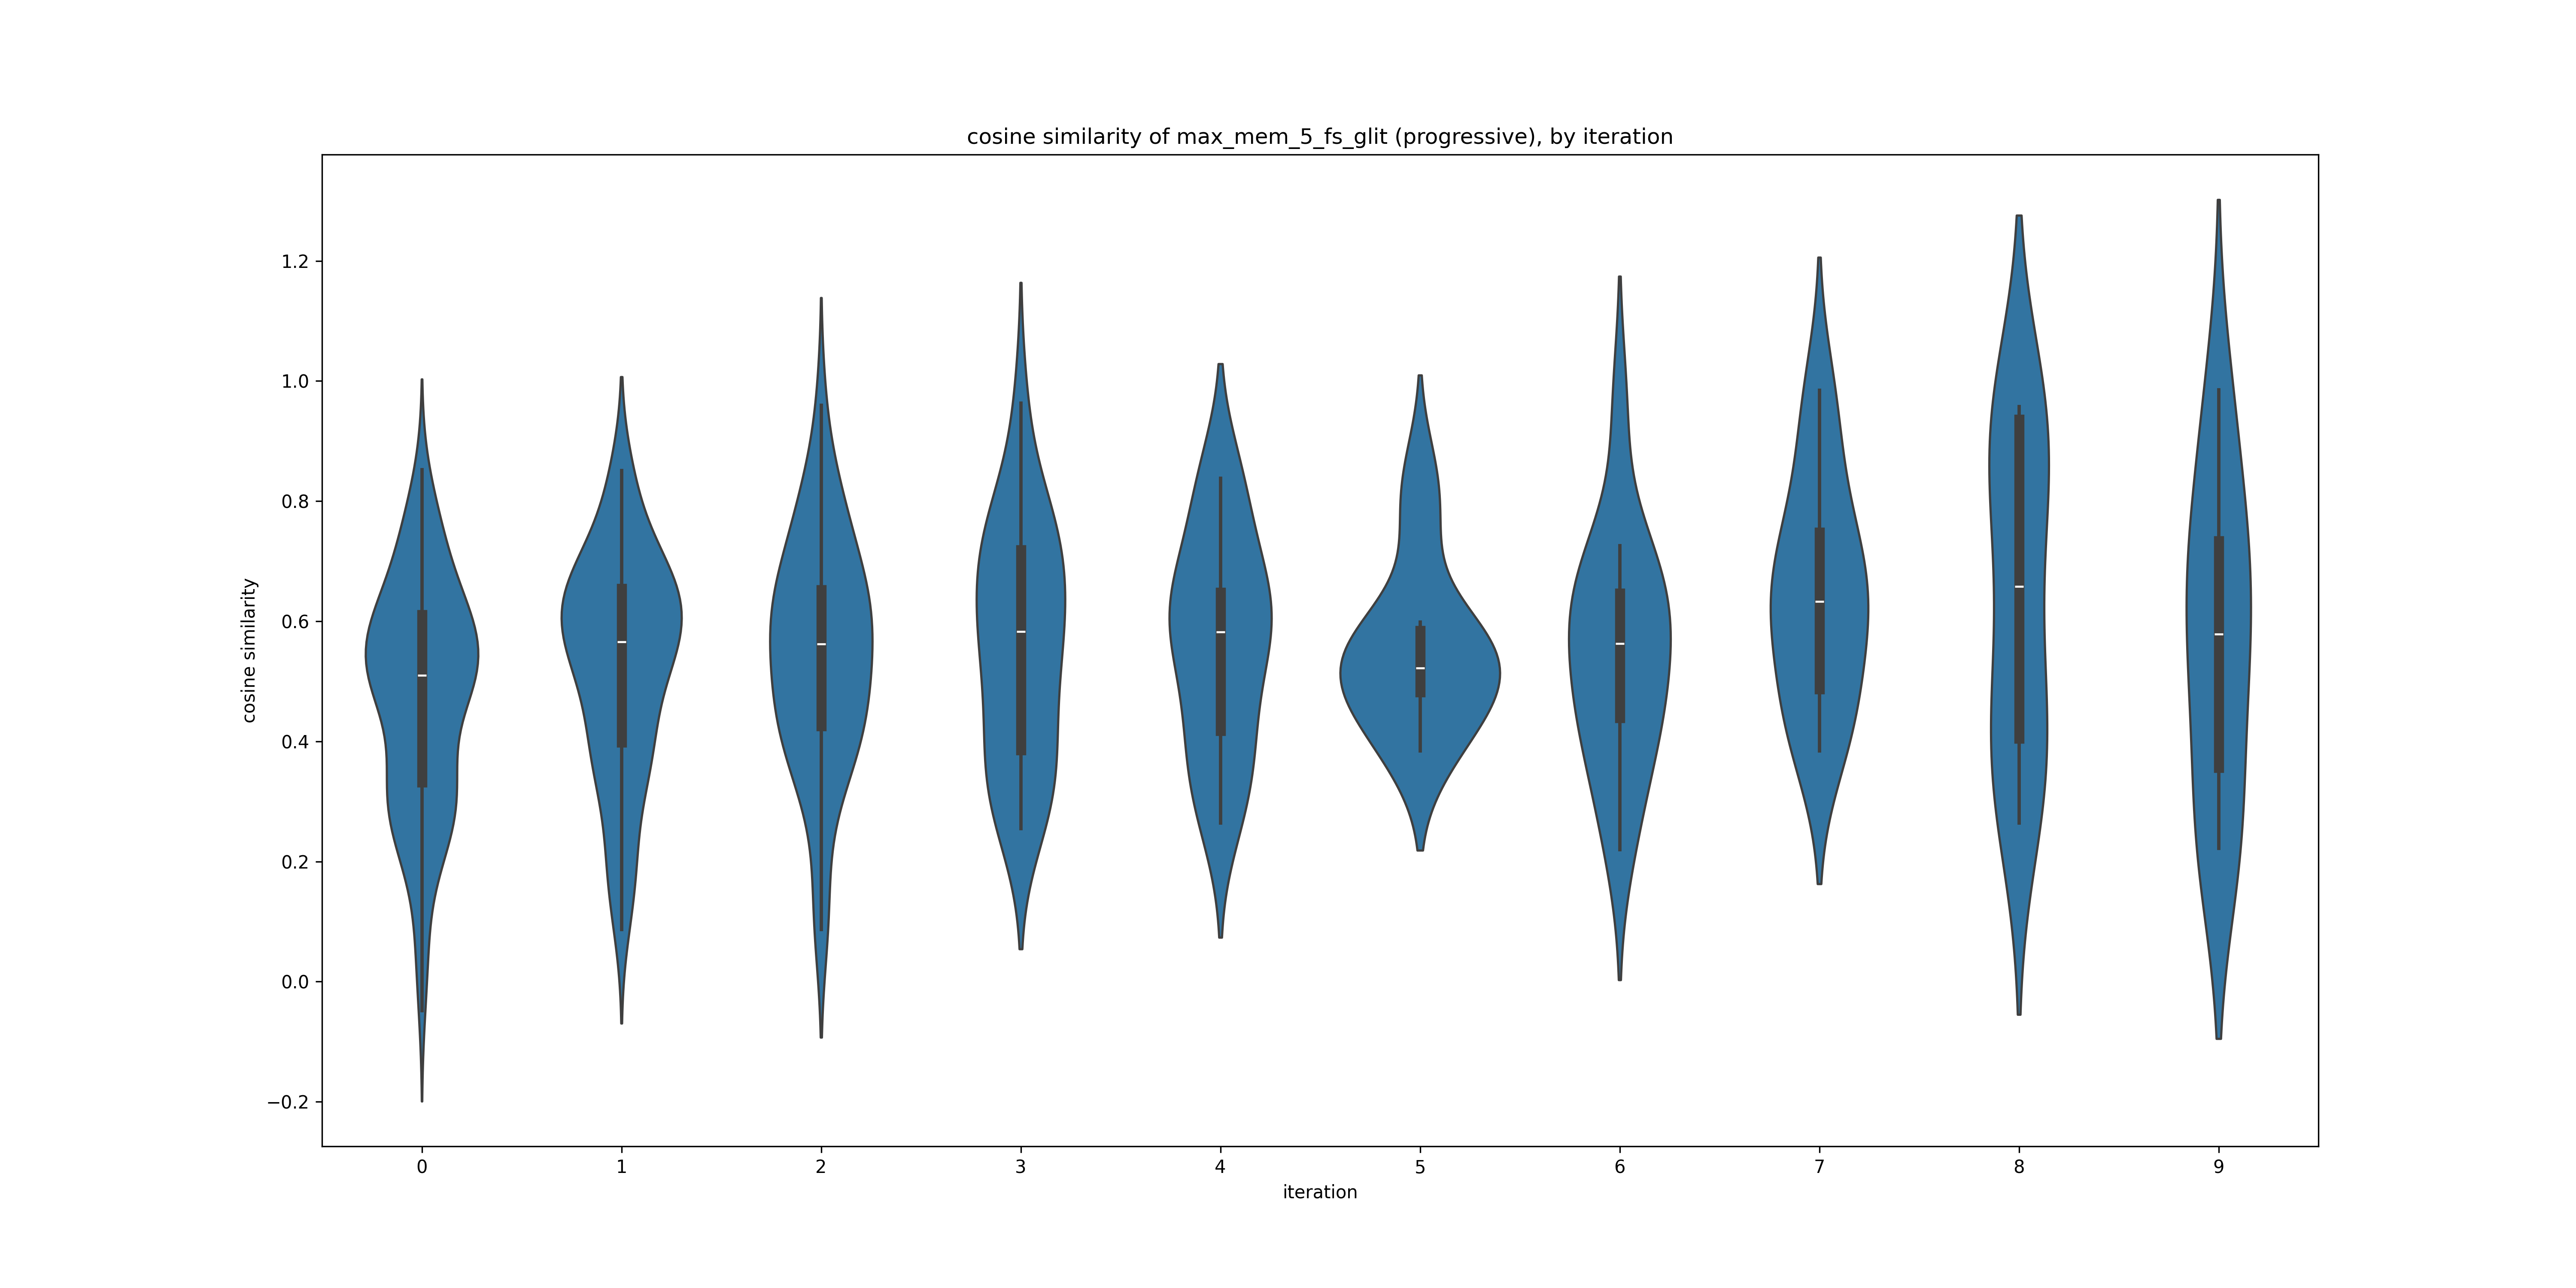 cosine similarity of max_mem_5_fs_glit (progressive), by iteration
cosine similarity
1.2
1.0
0.8
0.6
0.4
0.2
0.0
−0.2
0 1 2 3 4 5 6 7 8 9
iteration